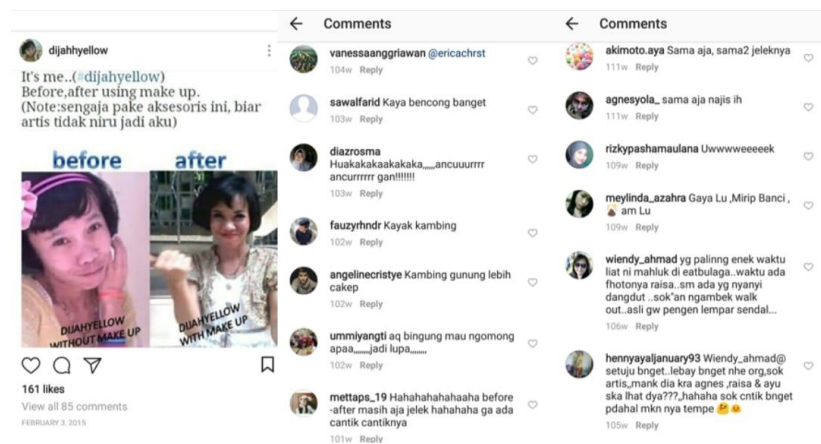 dijahhyellow
It's me..(#dijahyellow)
Before,after using make up.
(Note:sengaja pake aksesoris ini, biar
artis tidak niru jadi aku)
before after
DIJAHYELLOW
WITHOUT MAKE UP
DIJAHYELLOW
WITH MAKE UP
161 likes
View all 85 comments
FEBRUARY 3, 2015
Comments
vanessaanggriawan @ericachrst
104w Reply
sawalfarid Kaya bencong banget
103w Reply
diazrosma
Huakakakaakakaka,,,,,ancuuurrrr
ancurrrrrr gan!!!!!!!
103w Reply
fauzyrhndr Kayak kambing
102w Reply
angelinecristye Kambing gunung lebih
cakep
102w Reply
ummiyangti aq bingung mau ngomong
apaa,,,,,,,jadi lupa,,,,,,,
102w Reply
mettaps_19 Hahahahahahaaha before
-after masih aja jelek hahahaha ga ada
cantik cantiknya
101w Reply
Comments
akimoto.aya Sama aja, sama2 jeleknya
111w Reply
agnesyola_ sama aja najis ih
111w Reply
rizkypashamaulana Uwwwweeeeek
109w Reply
meylinda_azahra Gaya Lu ,Mirip Banci ,
am Lu
109w Reply
wiendy_ahmad yg palinng enek waktu
liat ni mahluk di eatbulaga..waktu ada
fhotonya raisa..sm ada yg nyanyi
dangdut ..sok"an ngambek walk
out..asli gw pengen lempar sendal...
106w Reply
hennyayaljanuary93 Wiendy_ahmad@
setuju bnget..lebay bnget nhe org,sok
artis,,mank dia kra agnes ,raisa & ayu
ska lhat dya???,,hahaha sok cntik bnget
pdahal mkn nya tempe 🤔😠
105w Reply